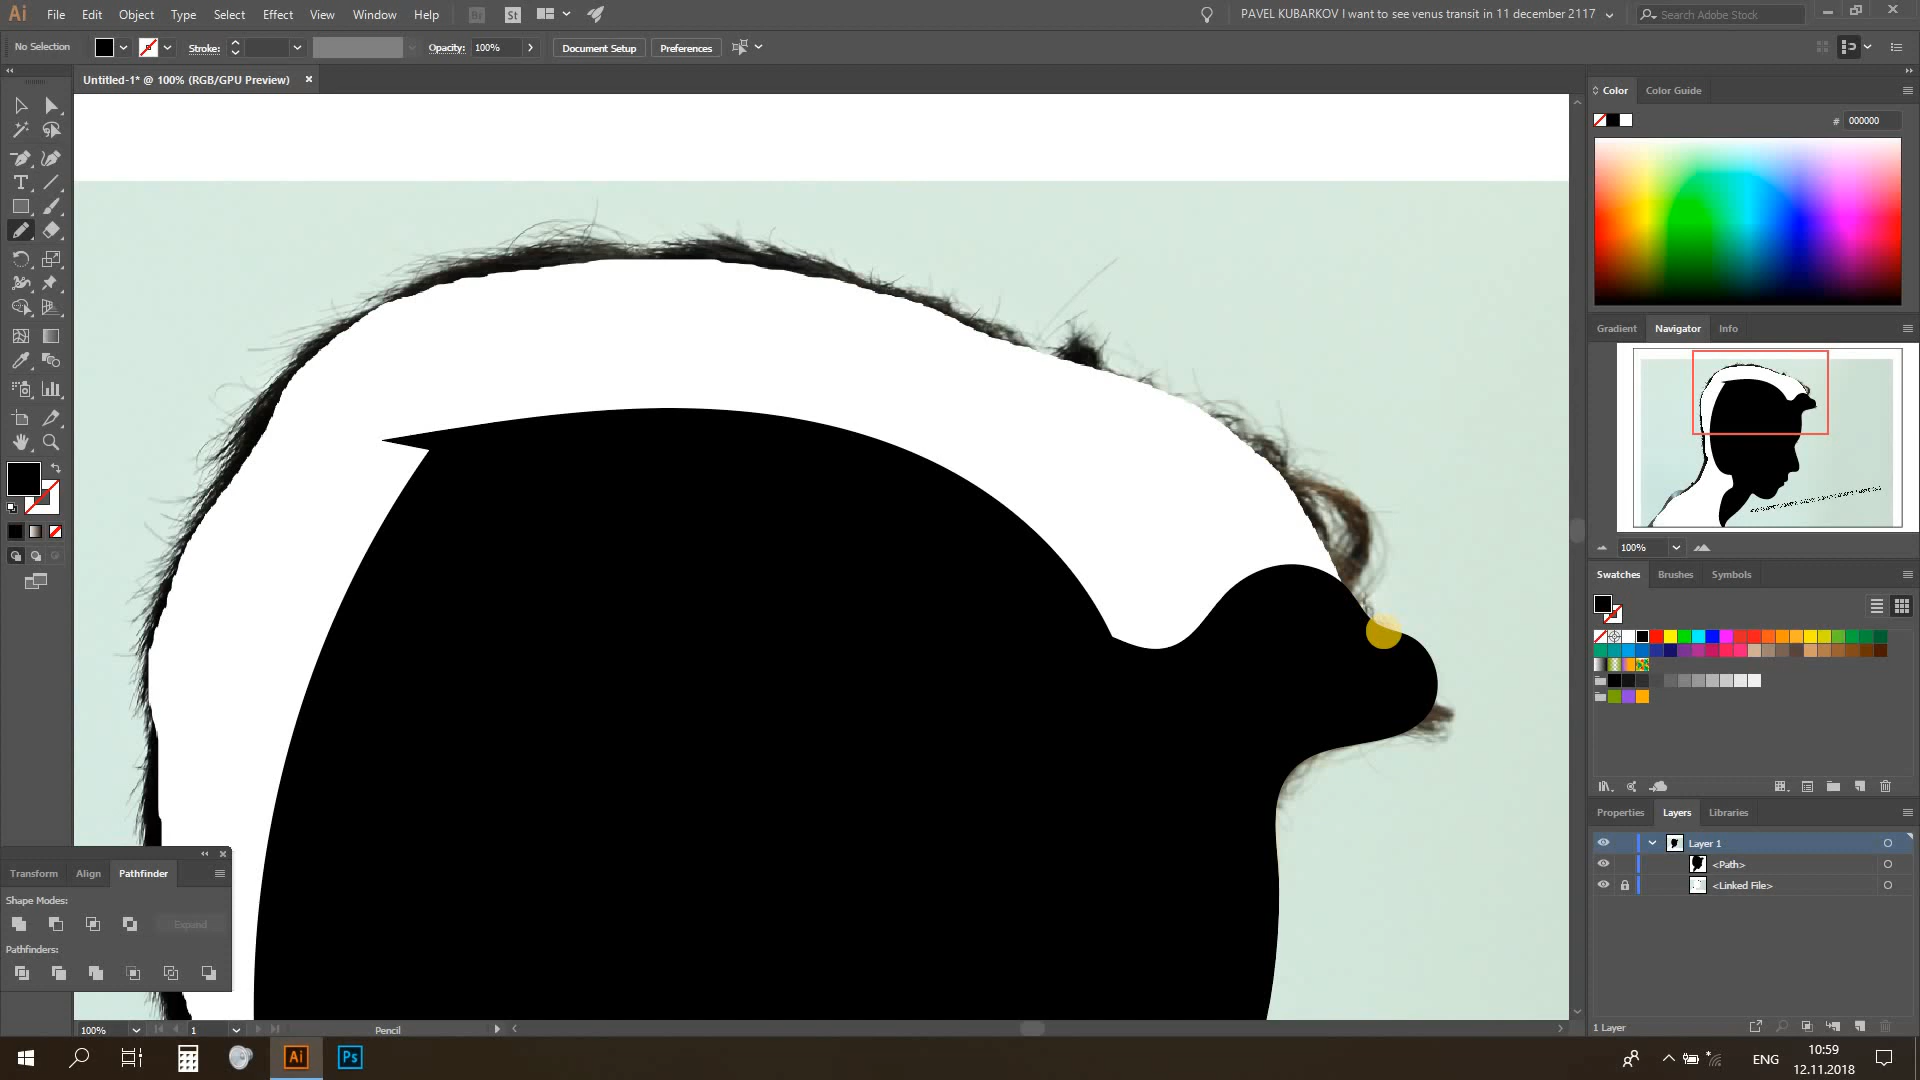 Ai File Edit Object Type Select Effect View Window Help Br St PAVEL KUBARKOV I want to see venus transit in 11 december 2117 Search Adobe Stock
No Selection Stroke: Opacity: 100% Document Setup Preferences
Untitled-1* @ 100% (RGB/GPU Preview)
Color Color Guide
# 000000
Gradient Navigator Info
100%
Swatches Brushes Symbols
Properties Layers Libraries
Layer 1
<Path>
<Linked File>
1 Layer
Transform Align Pathfinder
Shape Modes:
Expand
Pathfinders:
100% 1 Pencil
Ai Ps ENG 10:59
12.11.2018